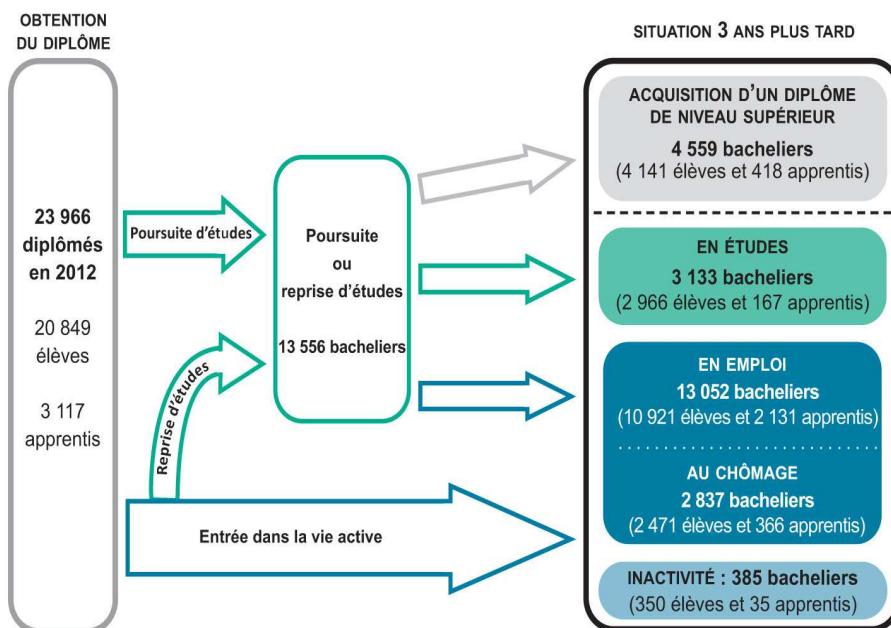 OBTENTION
DU DIPLÔME
23 966
diplômés
en 2012
20 849
élèves
3 117
apprentis
Poursuite d'études
Reprise d'études
Entrée dans la vie active
Poursuite
ou
reprise d'études
13 556 bacheliers
SITUATION 3 ANS PLUS TARD
ACQUISITION D'UN DIPLÔME
DE NIVEAU SUPÉRIEUR
4 559 bacheliers
(4 141 élèves et 418 apprentis)
EN ÉTUDES
3 133 bacheliers
(2 966 élèves et 167 apprentis)
EN EMPLOI
13 052 bacheliers
(10 921 élèves et 2 131 apprentis)
AU CHÔMAGE
2 837 bacheliers
(2 471 élèves et 366 apprentis)
INACTIVITÉ : 385 bacheliers
(350 élèves et 35 apprentis)